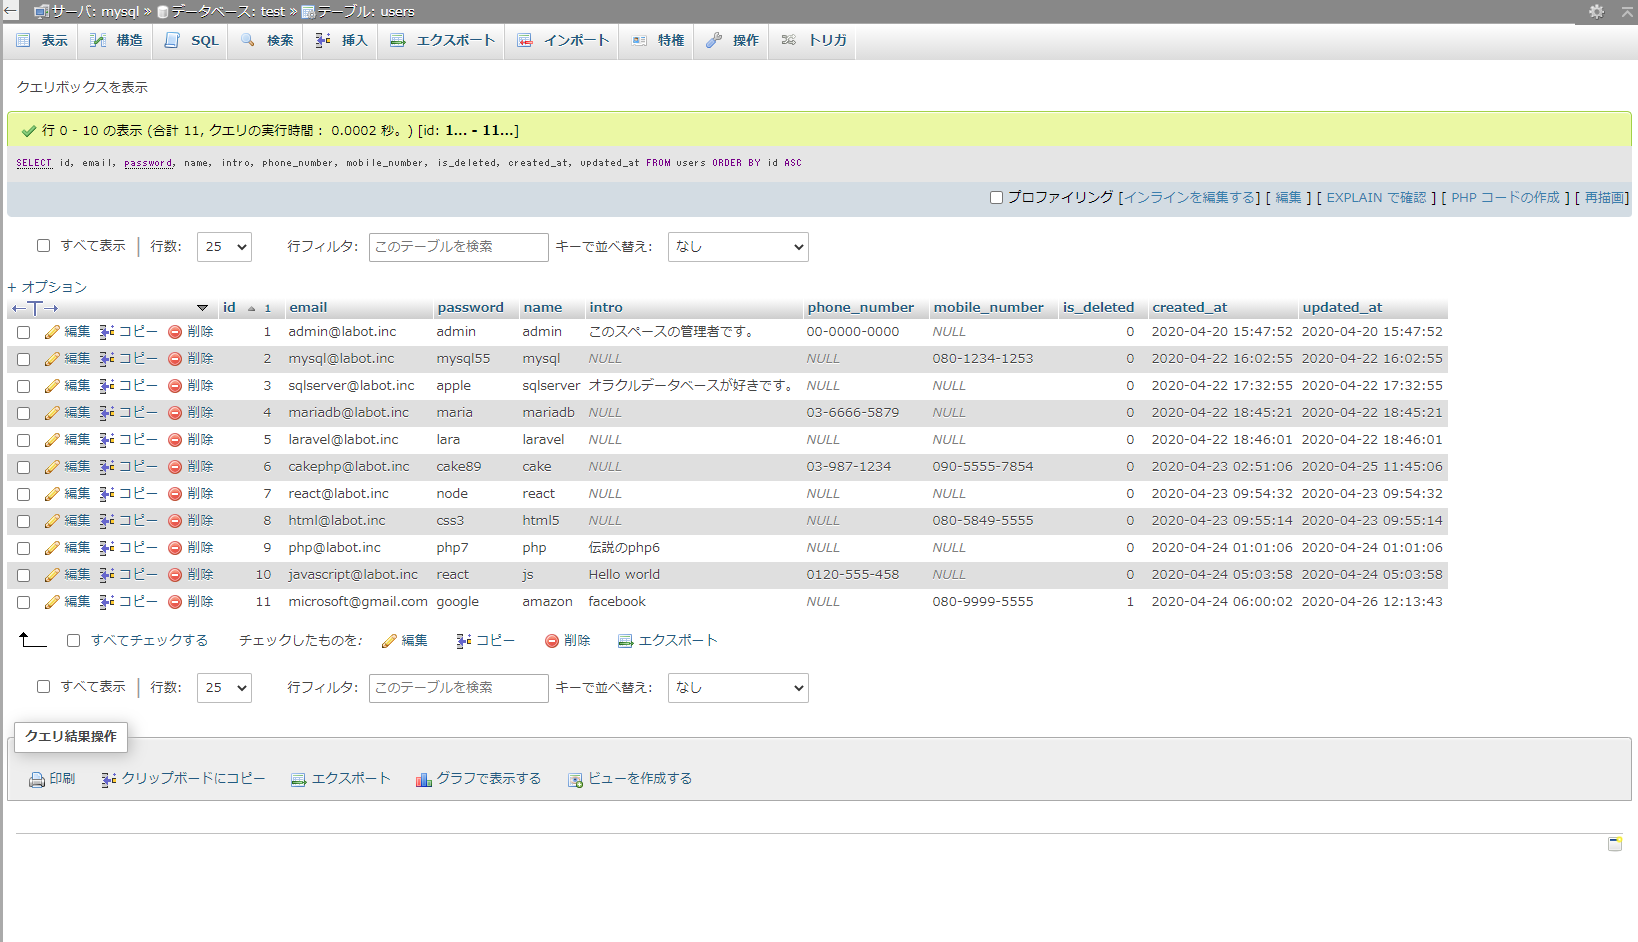 サーバ: mysql » データベース: test » テーブル: users
表示 構造 SQL 検索 挿入 エクスポート インポート 特権 操作 トリガ
クエリボックスを表示
行 0 - 10 の表示 (合計 11, クエリの実行時間： 0.0002 秒。) [id: 1... - 11...]
SELECT id, email, password, name, intro, phone_number, mobile_number, is_deleted, created_at, updated_at FROM users ORDER BY id ASC
プロファイリング [インラインを編集する] [ 編集 ] [ EXPLAIN で確認 ] [ PHP コードの作成 ] [ 再描画]
すべて表示 行数: 25 行フィルタ: このテーブルを検索 キーで並べ替え: なし
+ オプション
←T→ id 1 email password name intro phone_number mobile_number is_deleted created_at updated_at
編集 コピー 削除 1 admin@labot.inc admin admin このスペースの管理者です。 00-0000-0000 NULL 0 2020-04-20 15:47:52 2020-04-20 15:47:52
編集 コピー 削除 2 mysql@labot.inc mysql55 mysql NULL NULL 080-1234-1253 0 2020-04-22 16:02:55 2020-04-22 16:02:55
編集 コピー 削除 3 sqlserver@labot.inc apple sqlserver オラクルデータベースが好きです。 NULL NULL 0 2020-04-22 17:32:55 2020-04-22 17:32:55
編集 コピー 削除 4 mariadb@labot.inc maria mariadb NULL 03-6666-5879 NULL 0 2020-04-22 18:45:21 2020-04-22 18:45:21
編集 コピー 削除 5 laravel@labot.inc lara laravel NULL NULL NULL 0 2020-04-22 18:46:01 2020-04-22 18:46:01
編集 コピー 削除 6 cakephp@labot.inc cake89 cake NULL 03-987-1234 090-5555-7854 0 2020-04-23 02:51:06 2020-04-25 11:45:06
編集 コピー 削除 7 react@labot.inc node react NULL NULL NULL 0 2020-04-23 09:54:32 2020-04-23 09:54:32
編集 コピー 削除 8 html@labot.inc css3 html5 NULL NULL 080-5849-5555 0 2020-04-23 09:55:14 2020-04-23 09:55:14
編集 コピー 削除 9 php@labot.inc php7 php 伝説のphp6 NULL NULL 0 2020-04-24 01:01:06 2020-04-24 01:01:06
編集 コピー 削除 10 javascript@labot.inc react js Hello world 0120-555-458 NULL 0 2020-04-24 05:03:58 2020-04-24 05:03:58
編集 コピー 削除 11 microsoft@gmail.com google amazon facebook NULL 080-9999-5555 1 2020-04-24 06:00:02 2020-04-26 12:13:43
すべてチェックする チェックしたものを: 編集 コピー 削除 エクスポート
すべて表示 行数: 25 行フィルタ: このテーブルを検索 キーで並べ替え: なし
クエリ結果操作
印刷 クリップボードにコピー エクスポート グラフで表示する ビューを作成する